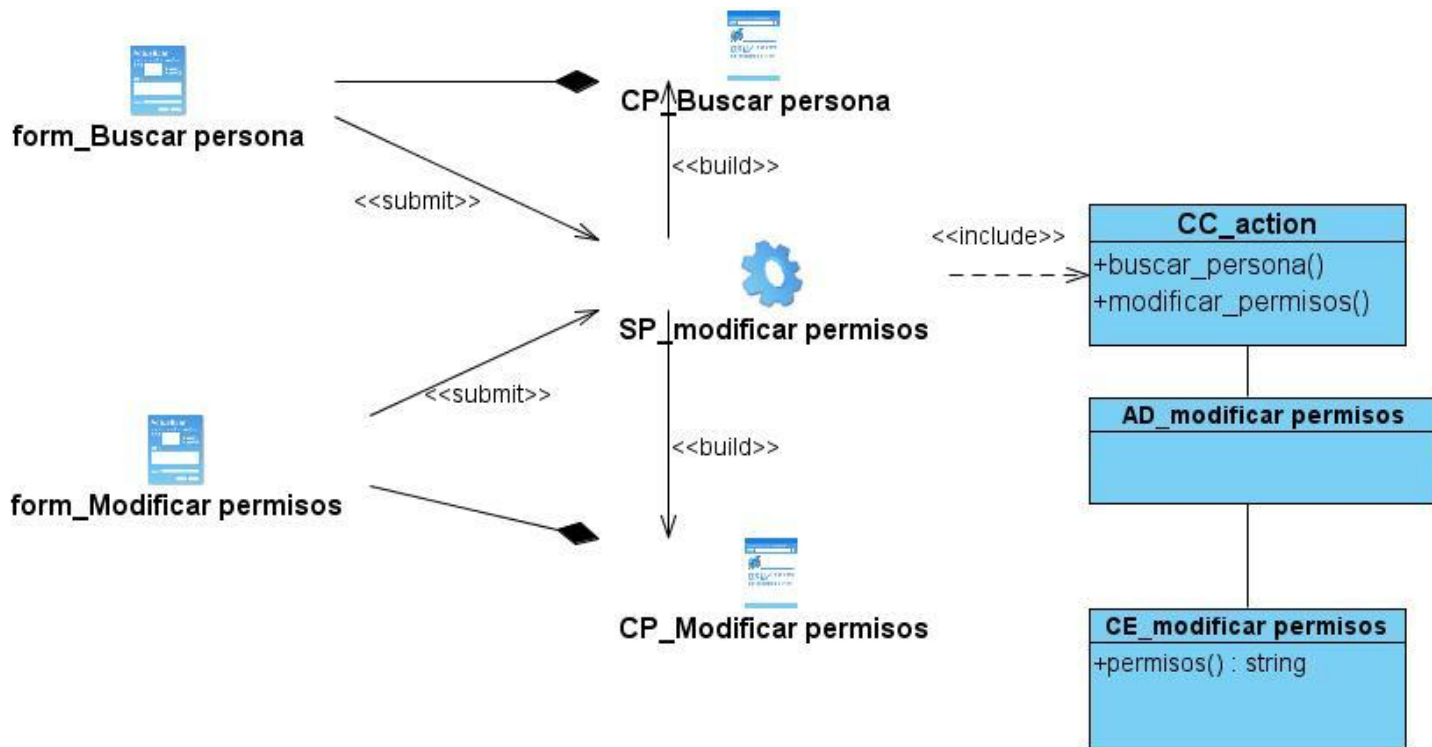 CP_Buscar persona
form_Buscar persona
<<build>>
<<submit>>
<<include>>
CC_action
+buscar_persona()
+modificar_permisos()
SP_modificar permisos
<<submit>>
AD_modificar permisos
<<build>>
form_Modificar permisos
CP_Modificar permisos
CE_modificar permisos
+permisos() : string